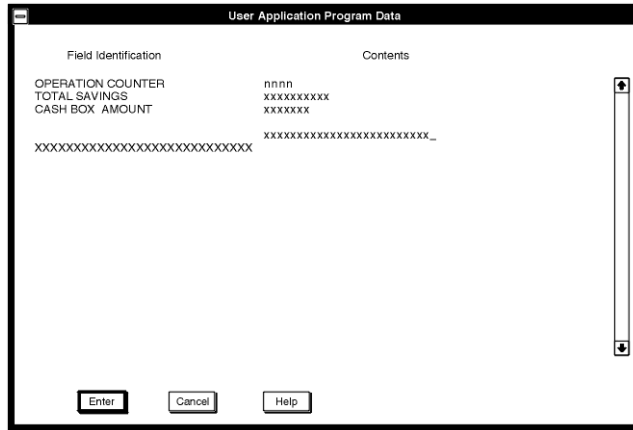 User Application Program Data
Field Identification Contents
OPERATION COUNTER nnnn
TOTAL SAVINGS xxxxxxxxxx
CASH BOX AMOUNT xxxxxxx
xxxxxxxxxxxxxxxxxxxxxxxxxx_
XXXXXXXXXXXXXXXXXXXXXXXXXXXX
Enter Cancel Help